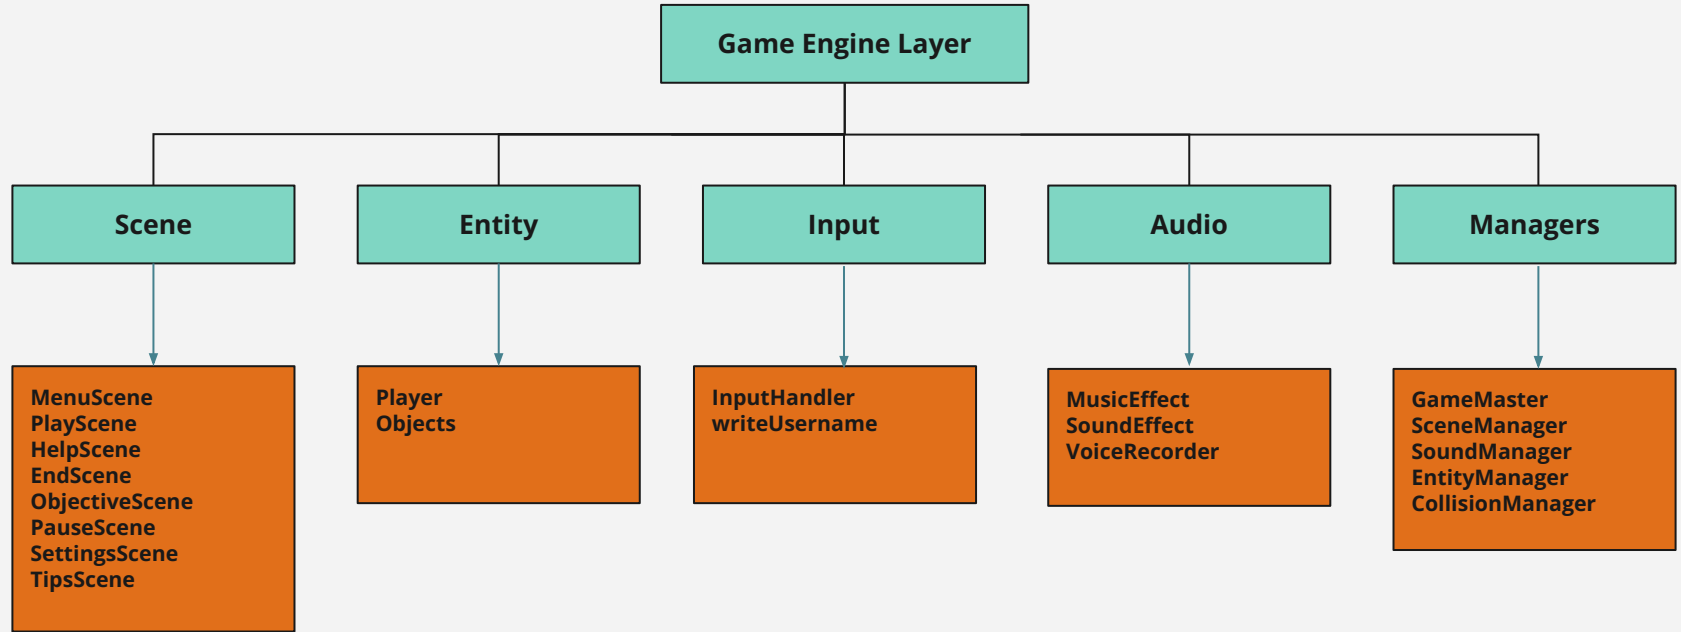 Game Engine Layer
Scene
Entity
Input
Audio
Managers
MenuScene
PlayScene
HelpScene
EndScene
ObjectiveScene
PauseScene
SettingsScene
TipsScene
Player
Objects
InputHandler
writeUsername
MusicEffect
SoundEffect
VoiceRecorder
GameMaster
SceneManager
SoundManager
EntityManager
CollisionManager